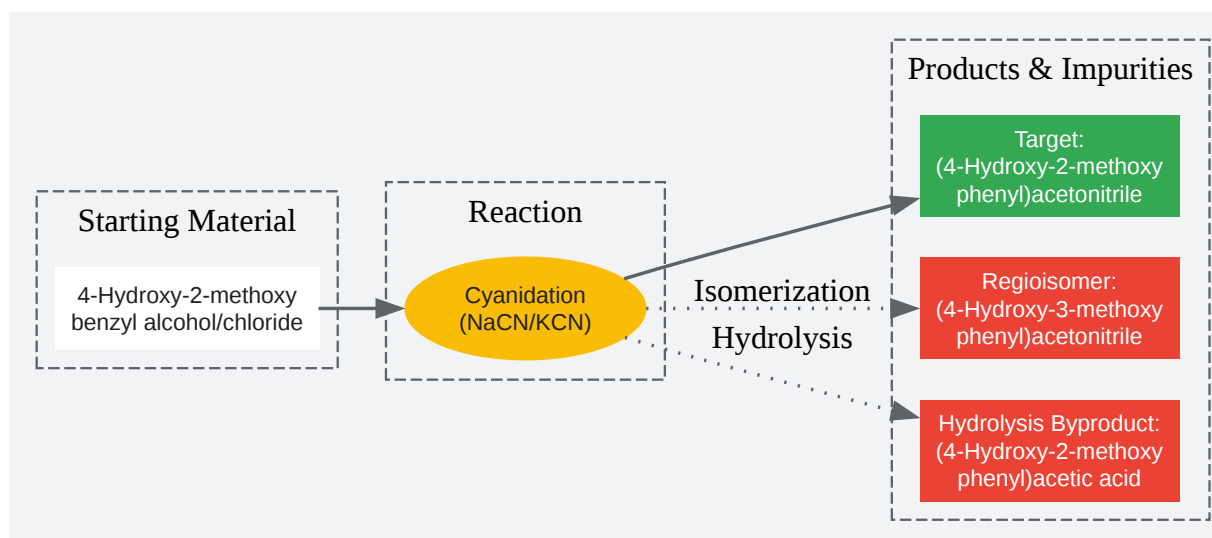 Starting Material
4-Hydroxy-2-methoxy
benzyl alcohol/chloride
Reaction
Cyanidation
(NaCN/KCN)
Isomerization
Hydrolysis
Products & Impurities
Target:
(4-Hydroxy-2-methoxy
phenyl)acetonitrile
Regioisomer:
(4-Hydroxy-3-methoxy
phenyl)acetonitrile
Hydrolysis Byproduct:
(4-Hydroxy-2-methoxy
phenyl)acetic acid